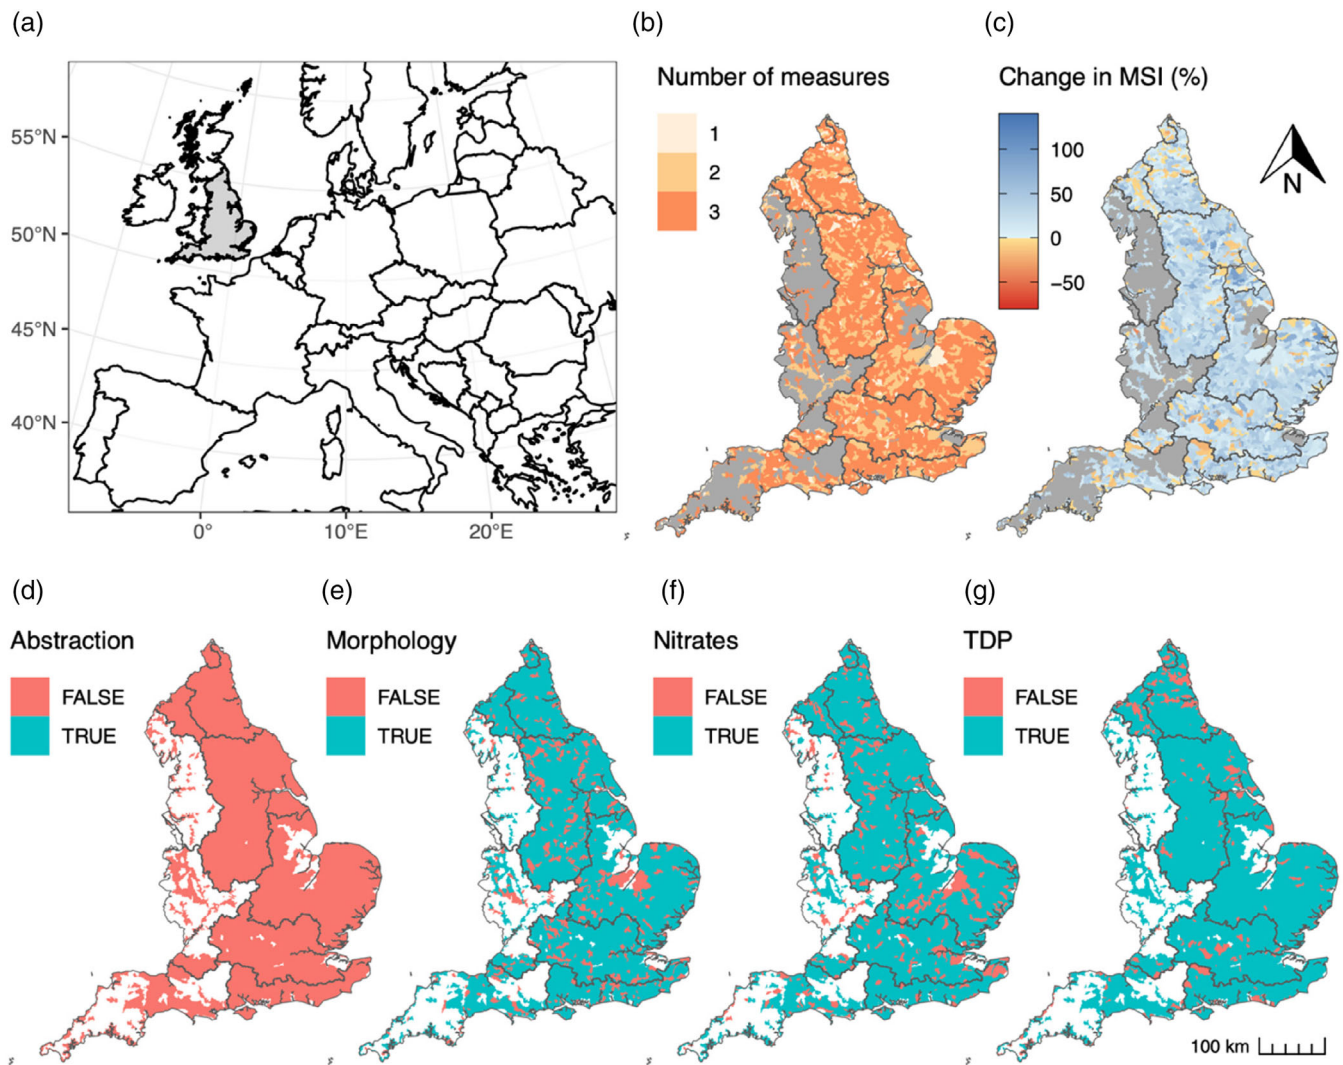 (a)
55°N
50°N
45°N
40°N
0°
10°E
20°E
(b)
Number of measures
1
2
3
(c)
Change in MSI (%)
100
50
0
−50
N
(d)
Abstraction
FALSE
TRUE
(e)
Morphology
FALSE
TRUE
(f)
Nitrates
FALSE
TRUE
(g)
TDP
FALSE
TRUE
100 km